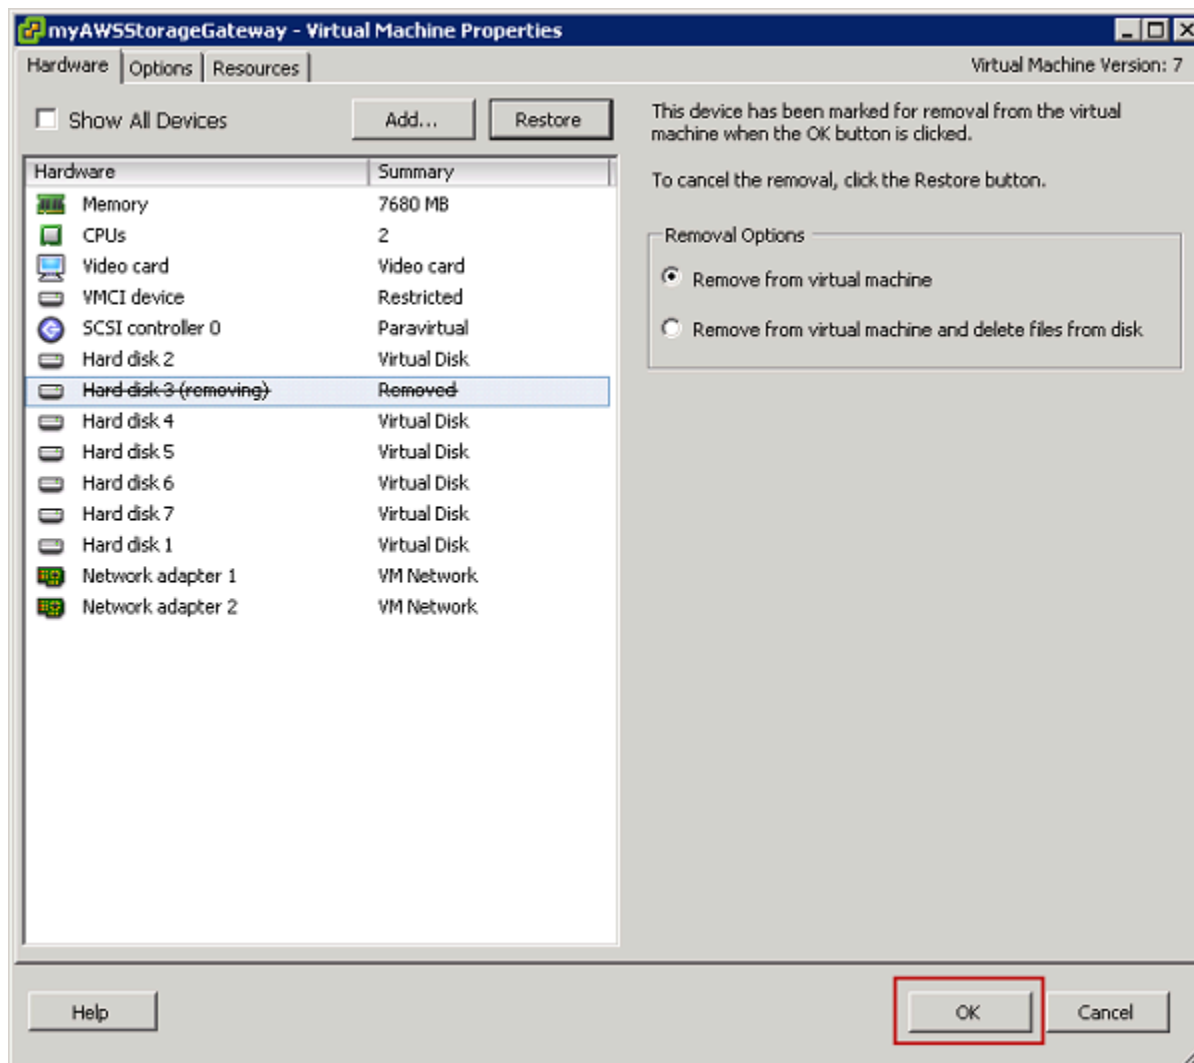 myAWSStorageGateway - Virtual Machine Properties
Hardware Options Resources Virtual Machine Version: 7
Show All Devices Add... Restore
This device has been marked for removal from the virtual
machine when the OK button is clicked.
To cancel the removal, click the Restore button.
Hardware Summary
Memory 7680 MB
CPUs 2
Video card Video card
VMCI device Restricted
SCSI controller 0 Paravirtual
Hard disk 2 Virtual Disk
Hard disk 3 (removing) Removed
Hard disk 4 Virtual Disk
Hard disk 5 Virtual Disk
Hard disk 6 Virtual Disk
Hard disk 7 Virtual Disk
Hard disk 1 Virtual Disk
Network adapter 1 VM Network
Network adapter 2 VM Network
Removal Options
Remove from virtual machine
Remove from virtual machine and delete files from disk
Help OK Cancel